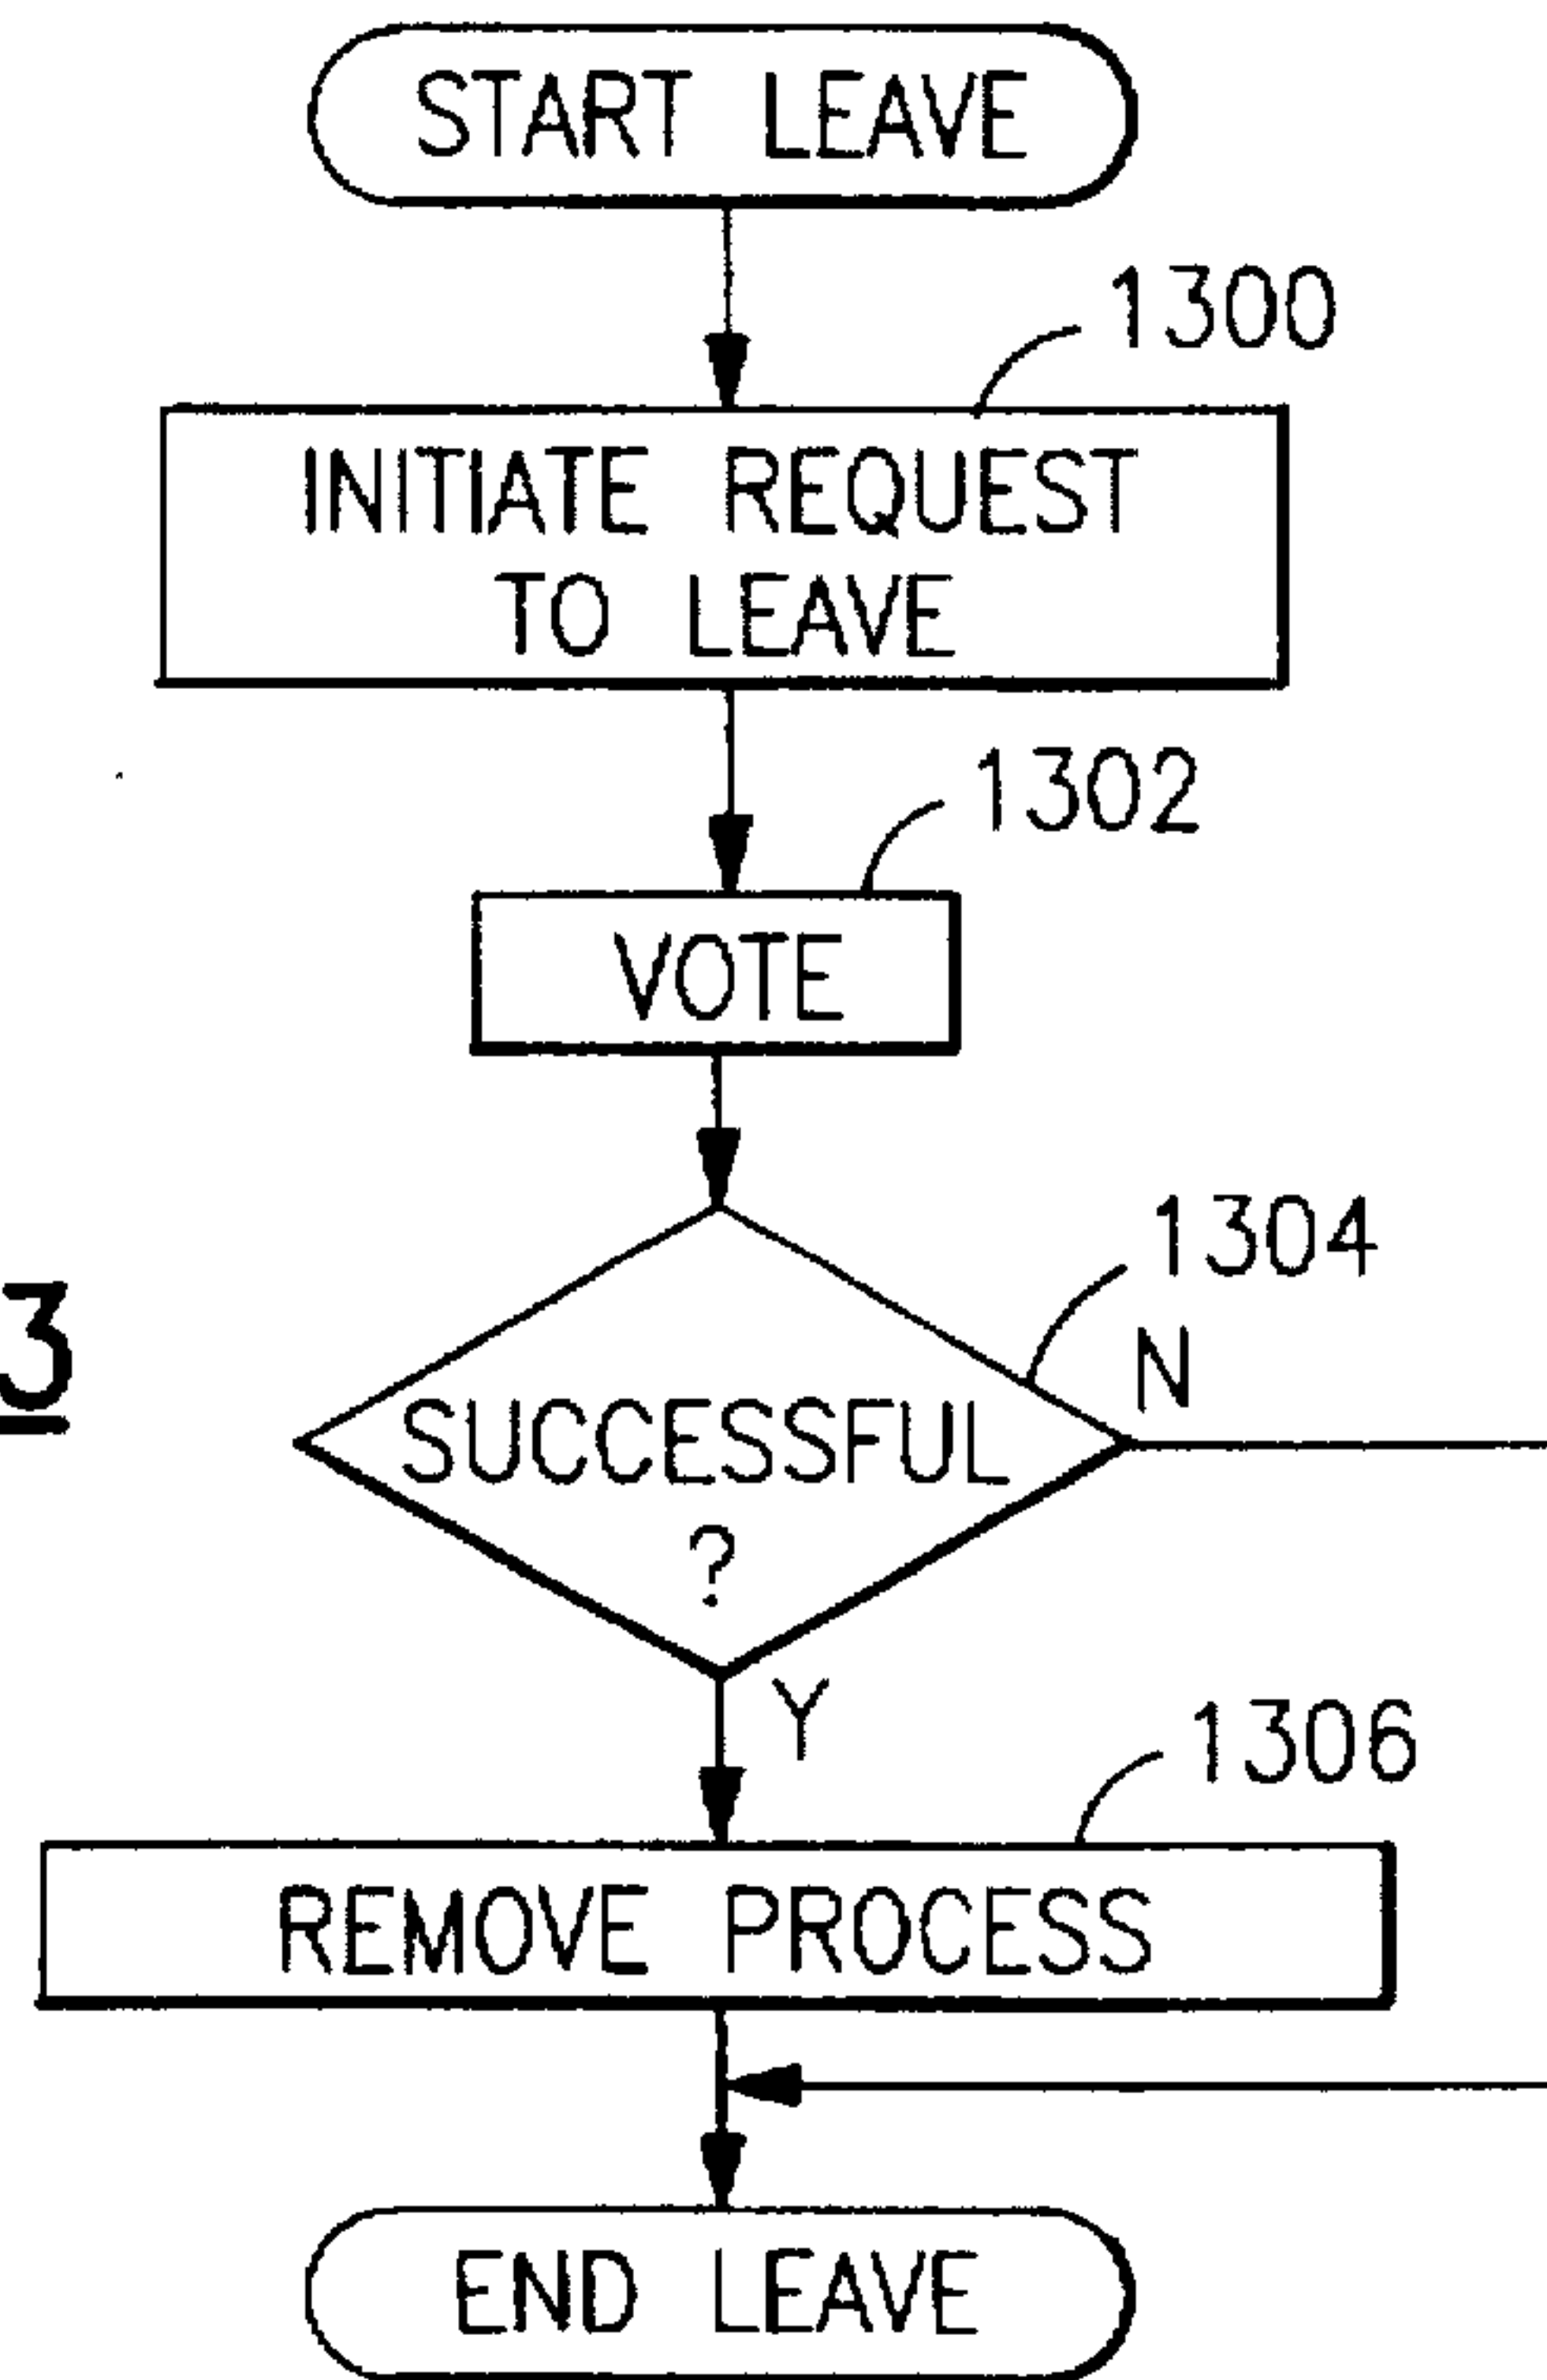 START LEAVE
1300
INITIATE REQUEST
TO LEAVE
1302
VOTE
1304
N
3
SUCCESSFUL
?
Y
1306
REMOVE PROCESS
END LEAVE